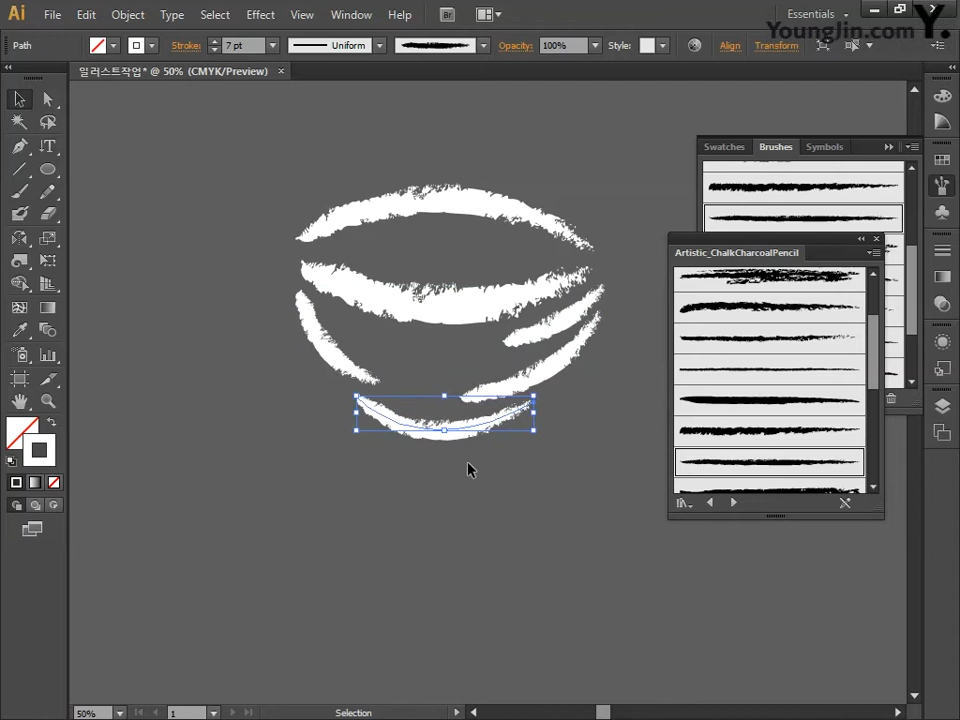 Ai File Edit Object Type Select Effect View Window Help Br Essentials
YoungJin.com Y.
Path Stroke: 7 pt Uniform Opacity: 100% Style: Align Transform
일러스트작업* @ 50% (CMYK/Preview)
Swatches Brushes Symbols
Artistic_ChalkCharcoalPencil
50% 1 Selection